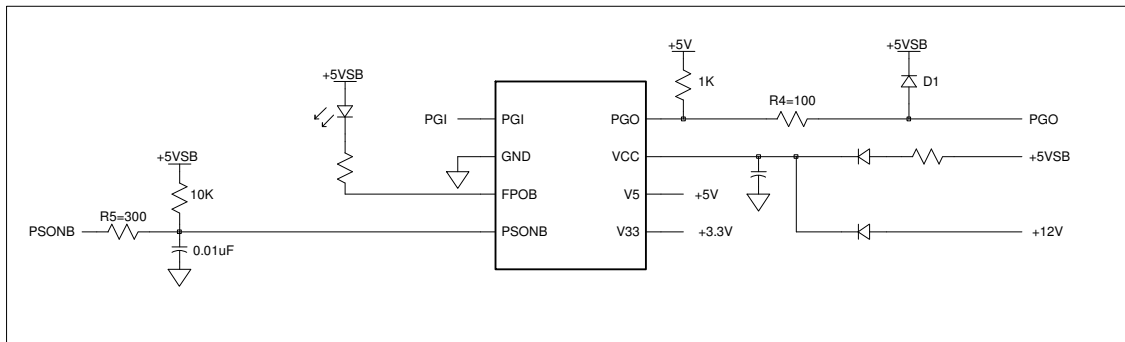 +5V
+5VSB
+5VSB
1K
D1
R4=100
PGI
PGI
PGO
PGO
+5VSB
GND
VCC
+5VSB
10K
FPOB
V5
+5V
R5=300
PSONB
PSONB
V33
+3.3V
+12V
0.01uF